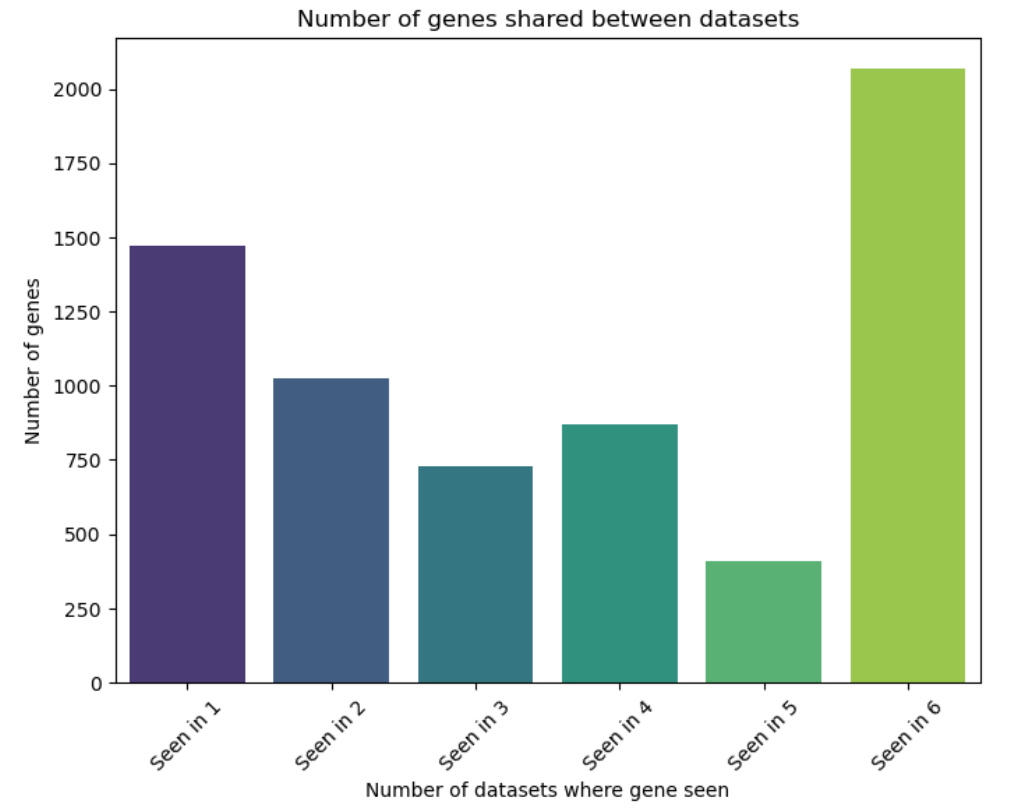 Number of genes shared between datasets
Number of genes
2000
1750
1500
1250
1000
750
500
250
0
Seen in 1
Seen in 2
Seen in 3
Seen in 4
Seen in 5
Seen in 6
Number of datasets where gene seen